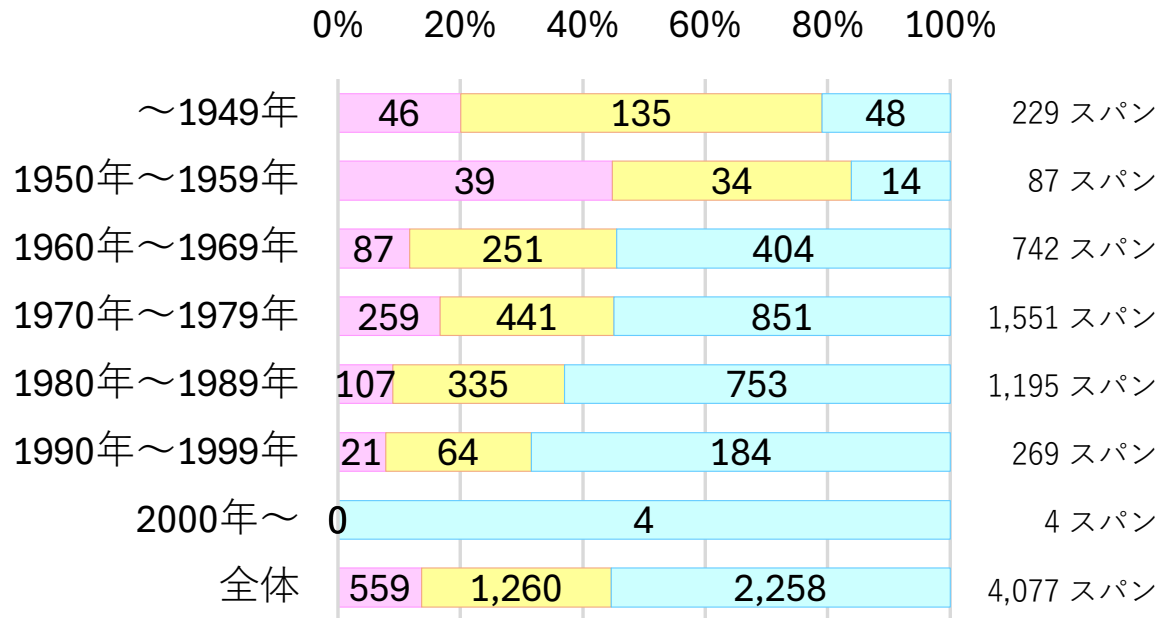 0% 20% 40% 60% 80% 100%
～1949年 46 135 48 229 スパン
1950年～1959年 39 34 14 87 スパン
1960年～1969年 87 251 404 742 スパン
1970年～1979年 259 441 851 1,551 スパン
1980年～1989年 107 335 753 1,195 スパン
1990年～1999年 21 64 184 269 スパン
2000年～ 0 4 4 スパン
全体 559 1,260 2,258 4,077 スパン